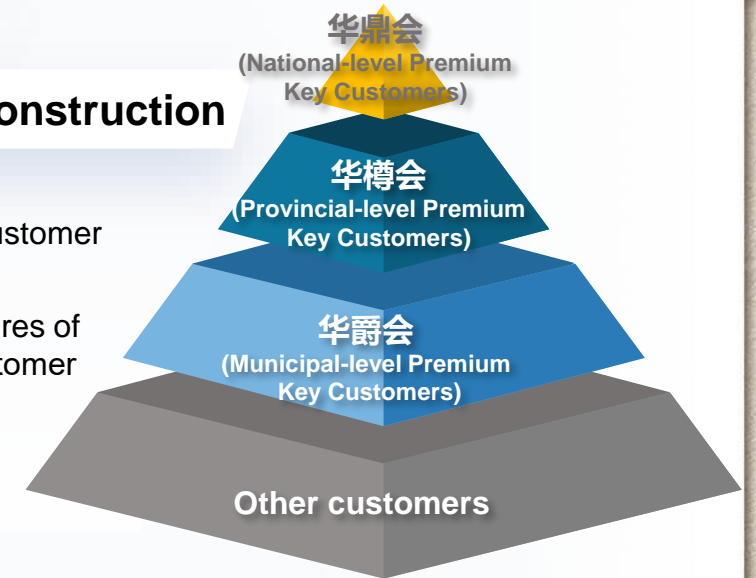 华鼎会
(National-level Premium
Key Customers)
onstruction
华樽会
(Provincial-level Premium
Key Customers)
ustomer
res of
tomer
华爵会
(Municipal-level Premium
Key Customers)
Other customers